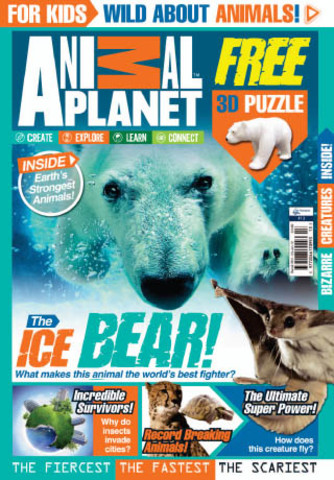 FOR KIDS WILD ABOUT ANIMALS!
ANIMAL
PLANET
™
FREE
3D PUZZLE
CREATE EXPLORE LEARN CONNECT
INSIDE
Earth's
Strongest
Animals!
BIZARRE CREATURES INSIDE!
The
ICE BEAR!
What makes this animal the world's best fighter?
Incredible
Survivors!
Why do
insects
invade
cities?
Record Breaking
Animals!
The Ultimate
Super Power!
How does
this creature fly?
THE FIERCEST THE FASTEST THE SCARIEST